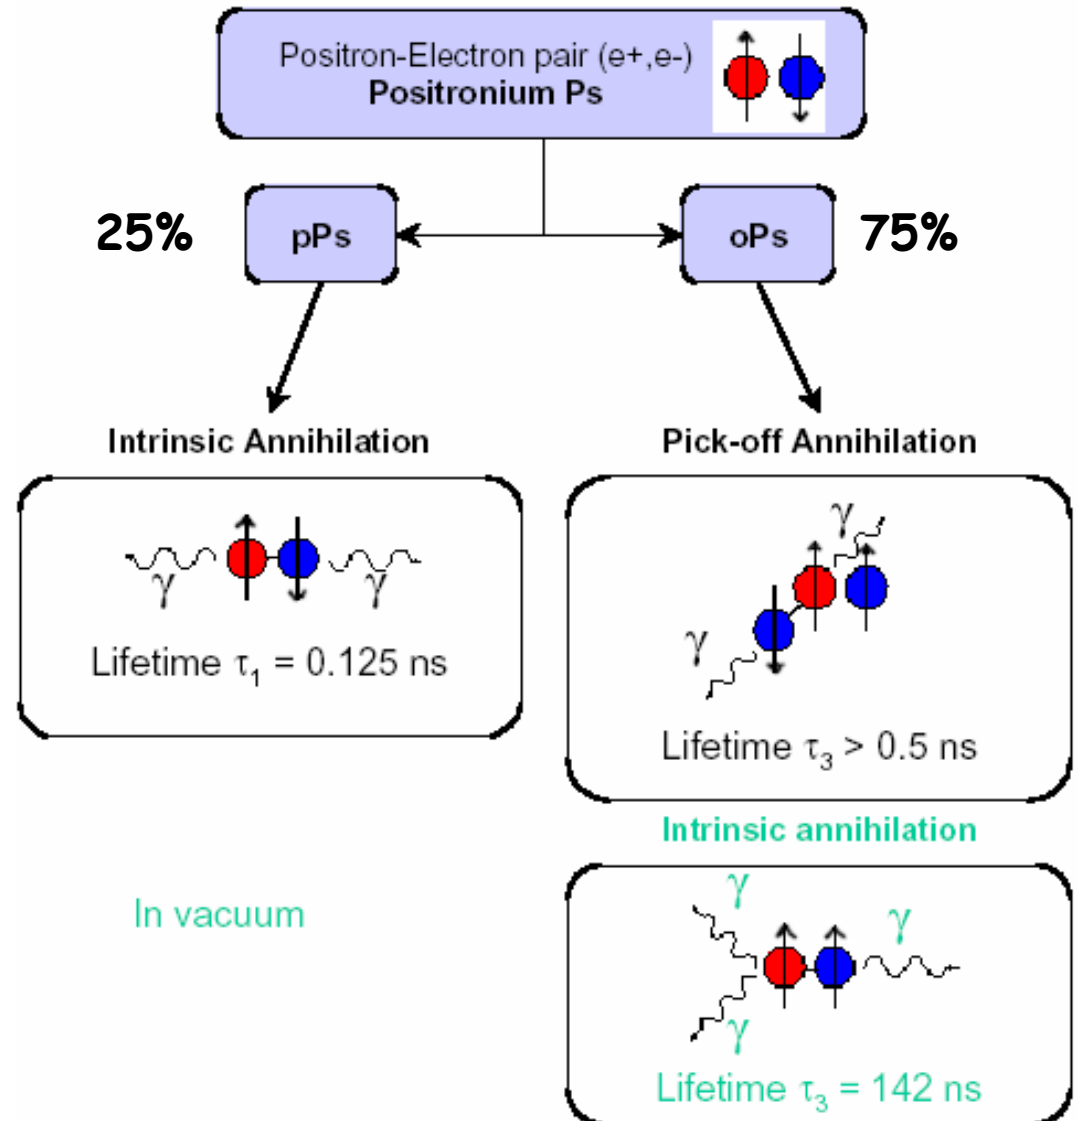 Positron-Electron pair (e+,e-)
Positronium Ps
25%
pPs
oPs
75%
Intrinsic Annihilation
γ
γ
Lifetime τ₁ = 0.125 ns
Pick-off Annihilation
γ
γ
Lifetime τ₃ > 0.5 ns
Intrinsic annihilation
In vacuum
γ
γ
γ
Lifetime τ₃ = 142 ns